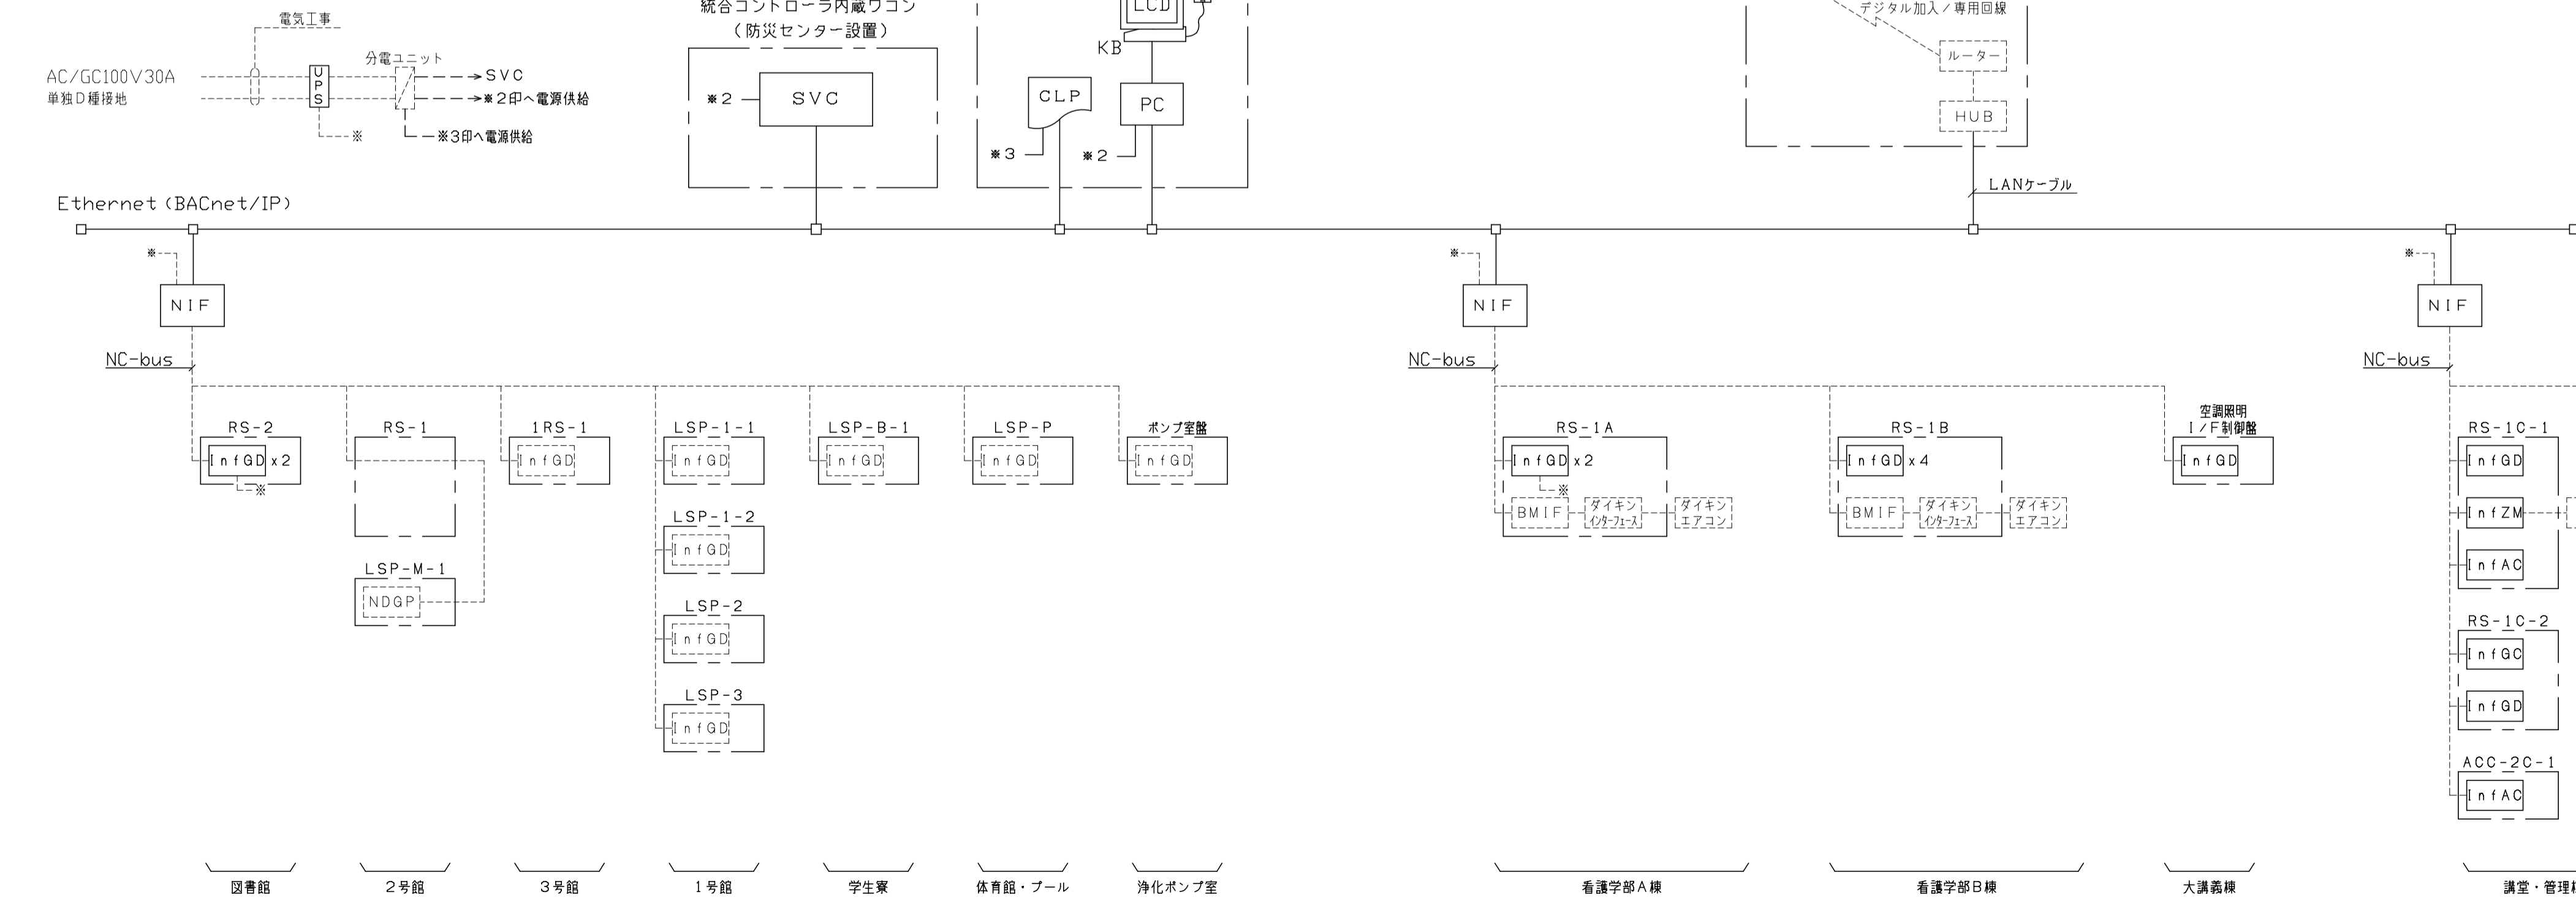 電気工事
統合コントローラ内蔵ワゴン
（防災センター設置）
LCD
KB
デジタル加入／専用回線
ルーター
HUB
LANケーブル
AC/GC100V30A
単独D種接地
UPS
分電ユニット
SVC
※2印へ電源供給
※3印へ電源供給
※
※2
SVC
CLP
PC
※3
※2
Ethernet (BACnet/IP)
※
NIF
NC-bus
※
NIF
NC-bus
※
NIF
NC-bus
RS-2
InfGD x2
※
RS-1
LSP-M-1
NDGP
1RS-1
InfGD
LSP-1-1
InfGD
LSP-1-2
InfGD
LSP-2
InfGD
LSP-3
InfGD
LSP-B-1
InfGD
LSP-P
InfGD
ポンプ室盤
InfGD
RS-1A
InfGD x2
※
BMIF
ダイキン
インターフェース
ダイキン
エアコン
RS-1B
InfGD x4
BMIF
ダイキン
インターフェース
ダイキン
エアコン
空調照明
I/F制御盤
InfGD
RS-1C-1
InfGD
InfZM
InfAC
RS-1C-2
InfGC
InfGD
ACC-2C-1
InfAC
図書館
2号館
3号館
1号館
学生寮
体育館・プール
浄化ポンプ室
看護学部A棟
看護学部B棟
大講義棟
講堂・管理